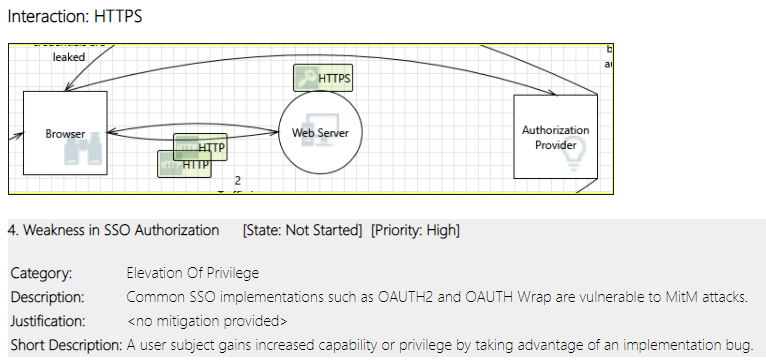 Interaction: HTTPS
leaked
HTTPS
Browser
Web Server
Authorization
Provider
HTTP
HTTP
2
4. Weakness in SSO Authorization [State: Not Started] [Priority: High]
Category: Elevation Of Privilege
Description: Common SSO implementations such as OAUTH2 and OAUTH Wrap are vulnerable to MitM attacks.
Justification: <no mitigation provided>
Short Description: A user subject gains increased capability or privilege by taking advantage of an implementation bug.